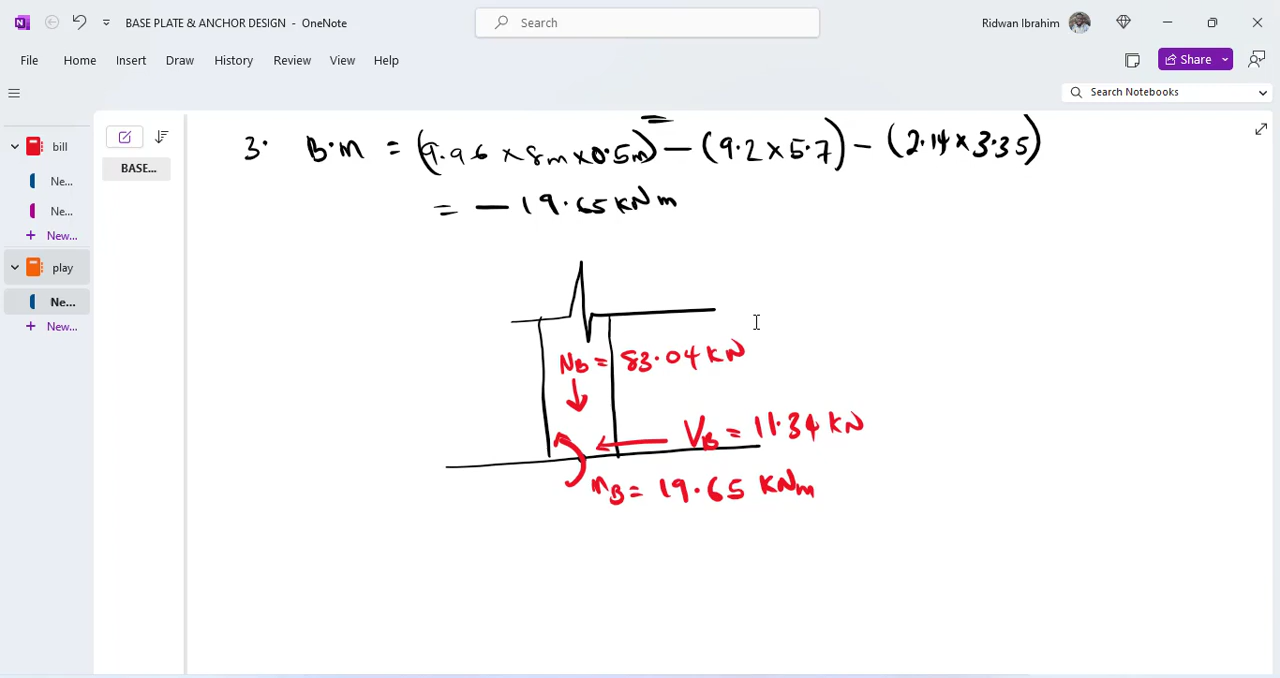 BASE PLATE & ANCHOR DESIGN - OneNote
Search
Ridwan Ibrahim
File Home Insert Draw History Review View Help
Share
Search Notebooks
bill
Ne...
Ne...
+ New...
play
Ne...
+ New...
BASE...
3. B.M = (9.96 x 8m x 0.5m) - (9.2 x 5.7) - (2.14 x 3.35)
= - 19.65 kNm
NB = 83.04 kN
VB = 11.34 kN
MB = 19.65 kNm